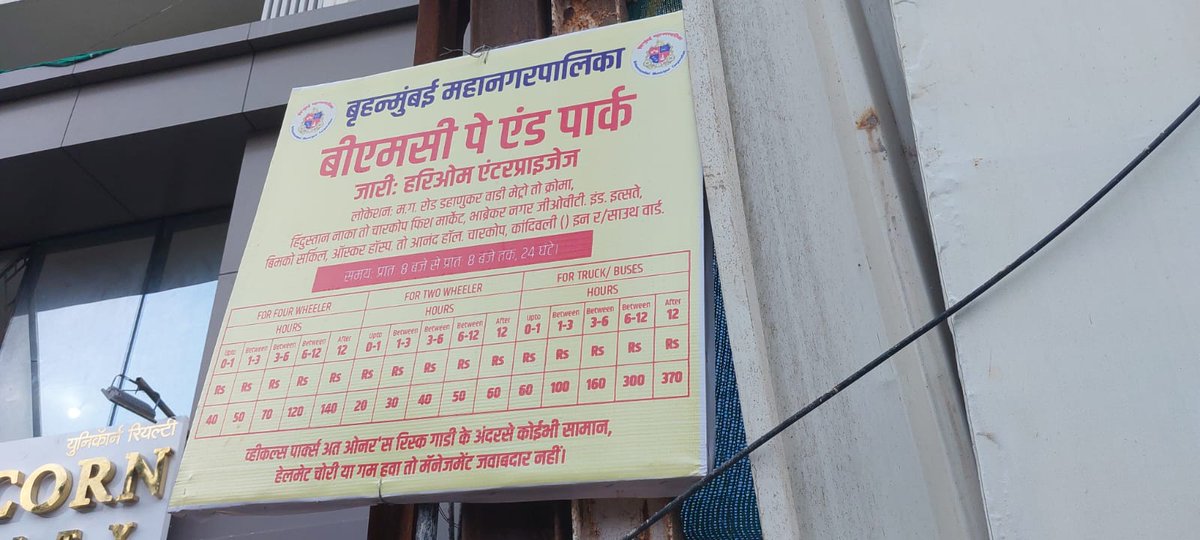 बृहन्मुंबई महानगरपालिका
बीएमसी पे एंड पार्क
जारी: हरिओम एंटरप्राइजेज
लोकेशन: म.ग. रोड डहाणुकर वाडी मेट्रो तो क्रोमा,
हिंदुस्तान नाका तो चारकोप फिश मार्केट, भाब्रेकर नगर जीओवीटी. इंड. इत्सते,
बिमको सर्किल, ऑस्कर हॉस्प. तो आनंद हॉल. चारकोप, कांदिवली () इन र/साउथ वार्ड.
समय: प्रात: 8 बजे से प्रात: 8 बजे तक, 24 घंटे।
FOR FOUR WHEELER FOR TWO WHEELER FOR TRUCK/ BUSES
HOURS HOURS HOURS
Upto 0-1 Between 1-3 Between 3-6 Between 6-12 After 12 Upto 0-1 Between 1-3 Between 3-6 Between 6-12 After 12 Upto 0-1 Between 1-3 Between 3-6 Between 6-12 After 12
Rs Rs Rs Rs Rs Rs Rs Rs Rs Rs Rs Rs Rs Rs Rs
40 50 70 120 140 20 30 40 50 60 60 100 160 300 370
व्हीकल्स पार्क्स अत ओनर'स रिस्क गाडी के अंदरसे कोईभी सामान,
हेलमेट चोरी या गम हवा तो मॅनेजमेंट जवाबदार नहीं।
युनिकॉर्न रियल्टी
CORN